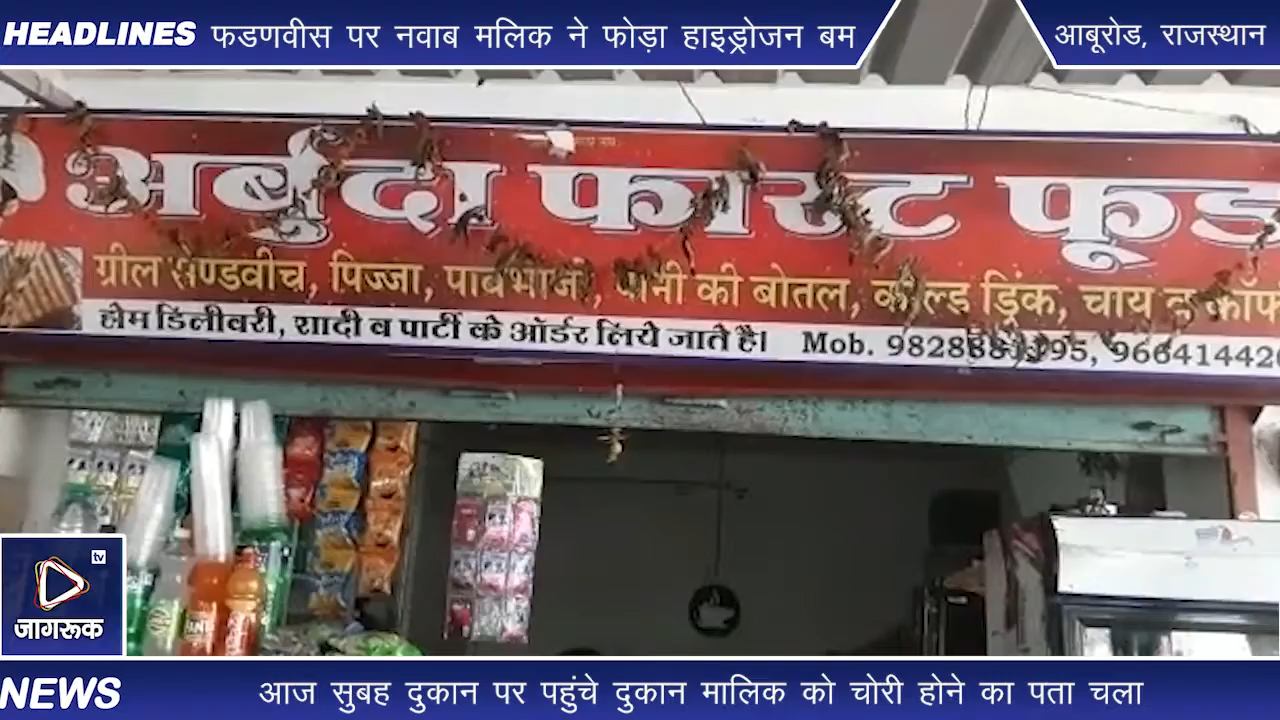 HEADLINES फडणवीस पर नवाब मलिक ने फोड़ा हाइड्रोजन बम
आबूरोड, राजस्थान
अर्बुदा फास्ट फूड
ग्रील सेण्डवीच, पिज्जा, पावभाजी, पानी की बोतल, कोल्ड ड्रिंक, चाय व कॉफ
होम डिलीवरी, शादी व पार्टी के ऑर्डर लिये जाते है। Mob. 96641442
tv
जागरूक
NEWS आज सुबह दुकान पर पहुंचे दुकान मालिक को चोरी होने का पता चला